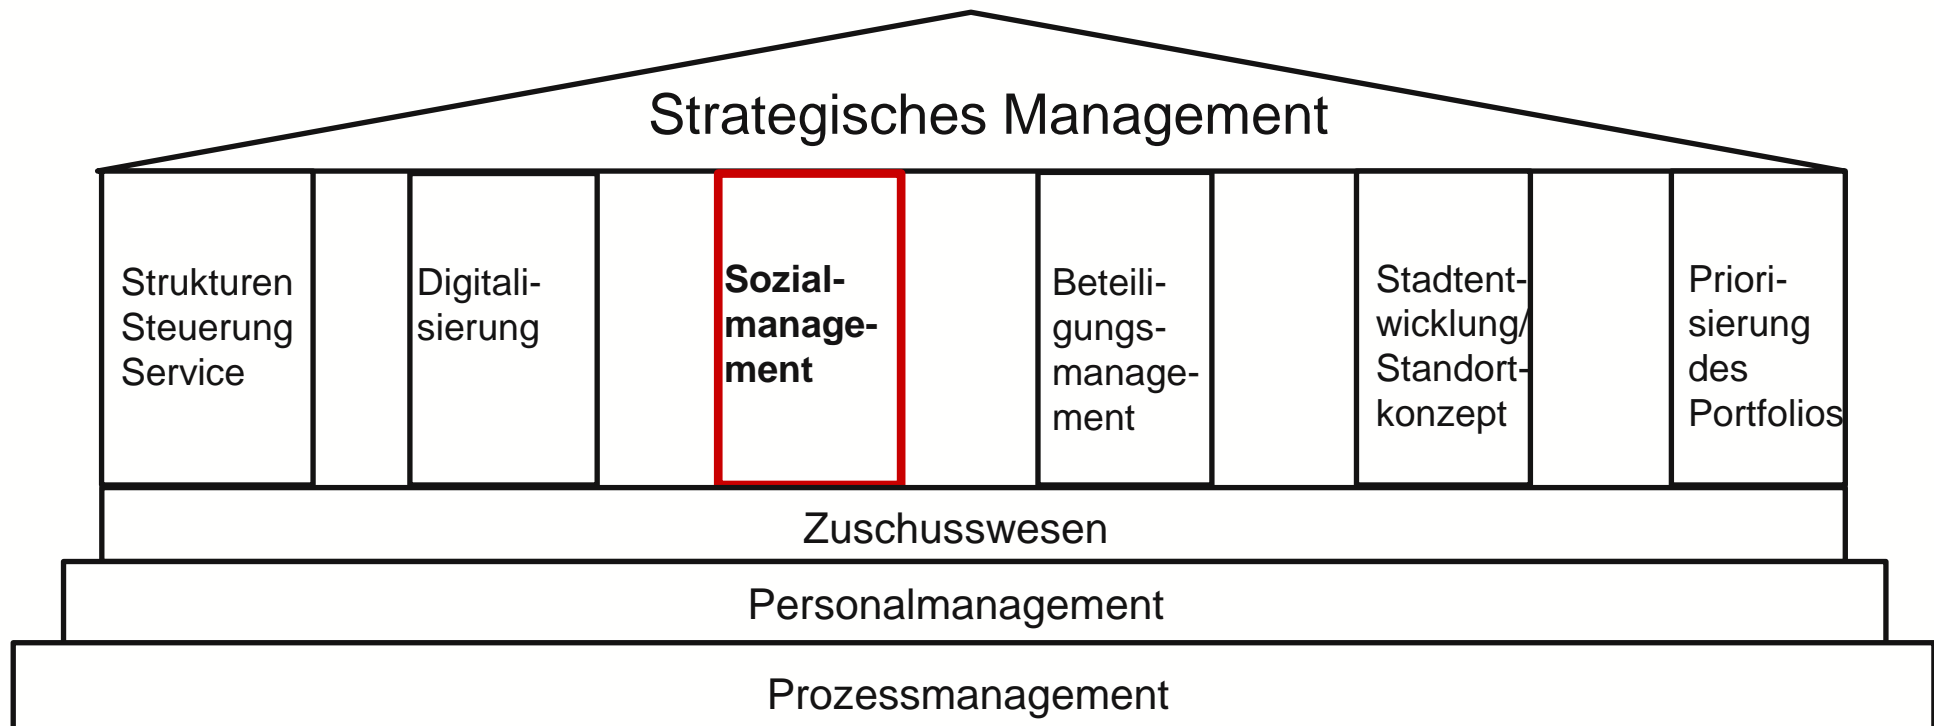 Strategisches Management
Strukturen
Steuerung
Service
Digitali-
sierung
Sozial-
manage-
ment
Beteili-
gungs-
manage-
ment
Stadtent-
wicklung/
Standort-
konzept
Priori-
sierung
des
Portfolios
Zuschusswesen
Personalmanagement
Prozessmanagement